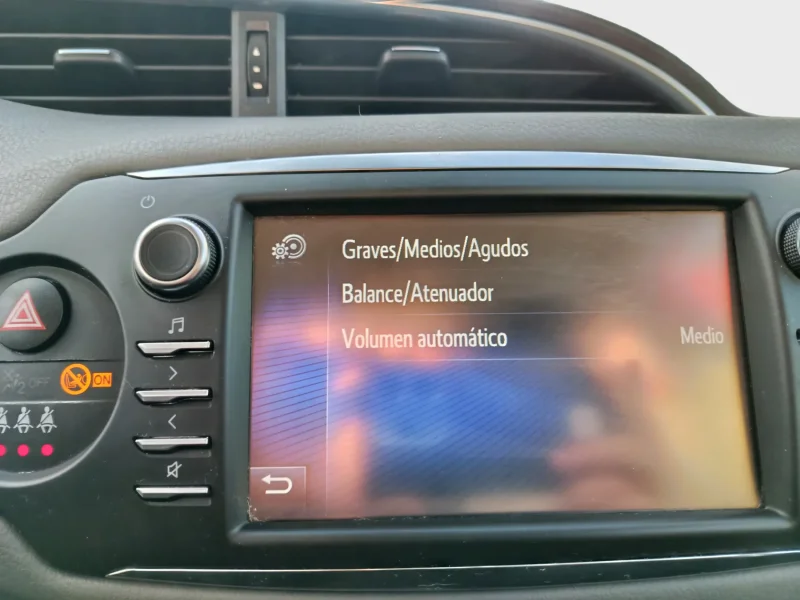 Graves/Medios/Agudos
Balance/Atenuador
Volumen automático Medio
OFF ON